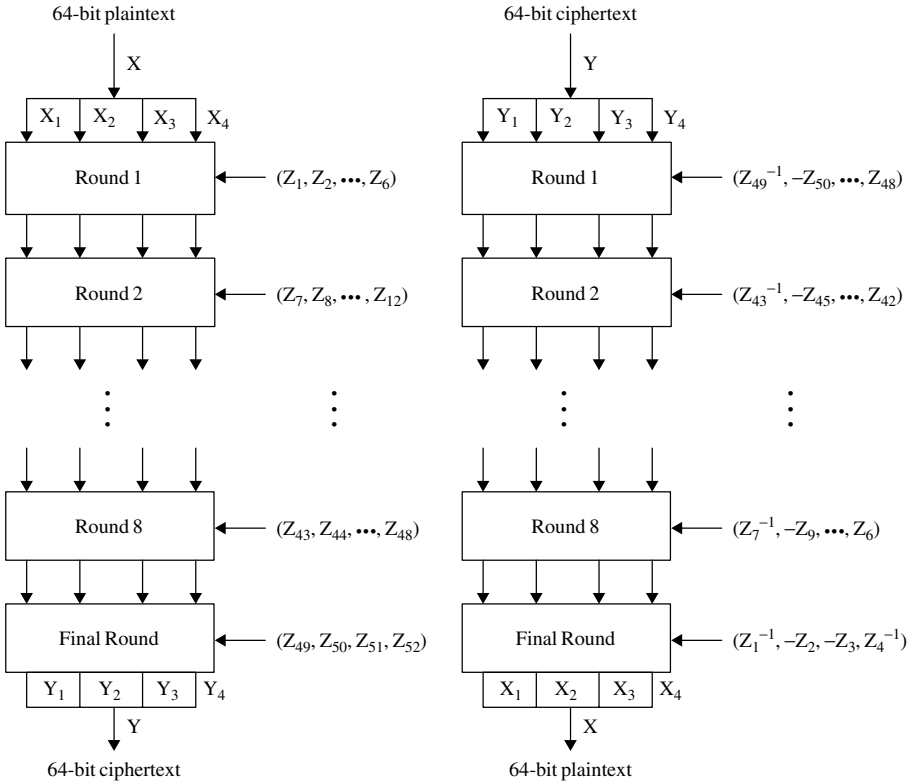 64-bit plaintext
X
X₁ X₂ X₃ X₄
Round 1
(Z₁, Z₂, •••, Z₆)
Round 2
(Z₇, Z₈, •••, Z₁₂)
Round 8
(Z₄₃, Z₄₄, •••, Z₄₈)
Final Round
(Z₄₉, Z₅₀, Z₅₁, Z₅₂)
Y₁ Y₂ Y₃ Y₄
Y
64-bit ciphertext
64-bit ciphertext
Y
Y₁ Y₂ Y₃ Y₄
Round 1
(Z₄₉⁻¹, –Z₅₀, •••, Z₄₈)
Round 2
(Z₄₃⁻¹, –Z₄₅, •••, Z₄₂)
Round 8
(Z₇⁻¹, –Z₉, •••, Z₆)
Final Round
(Z₁⁻¹, –Z₂, –Z₃, Z₄⁻¹)
X₁ X₂ X₃ X₄
X
64-bit plaintext